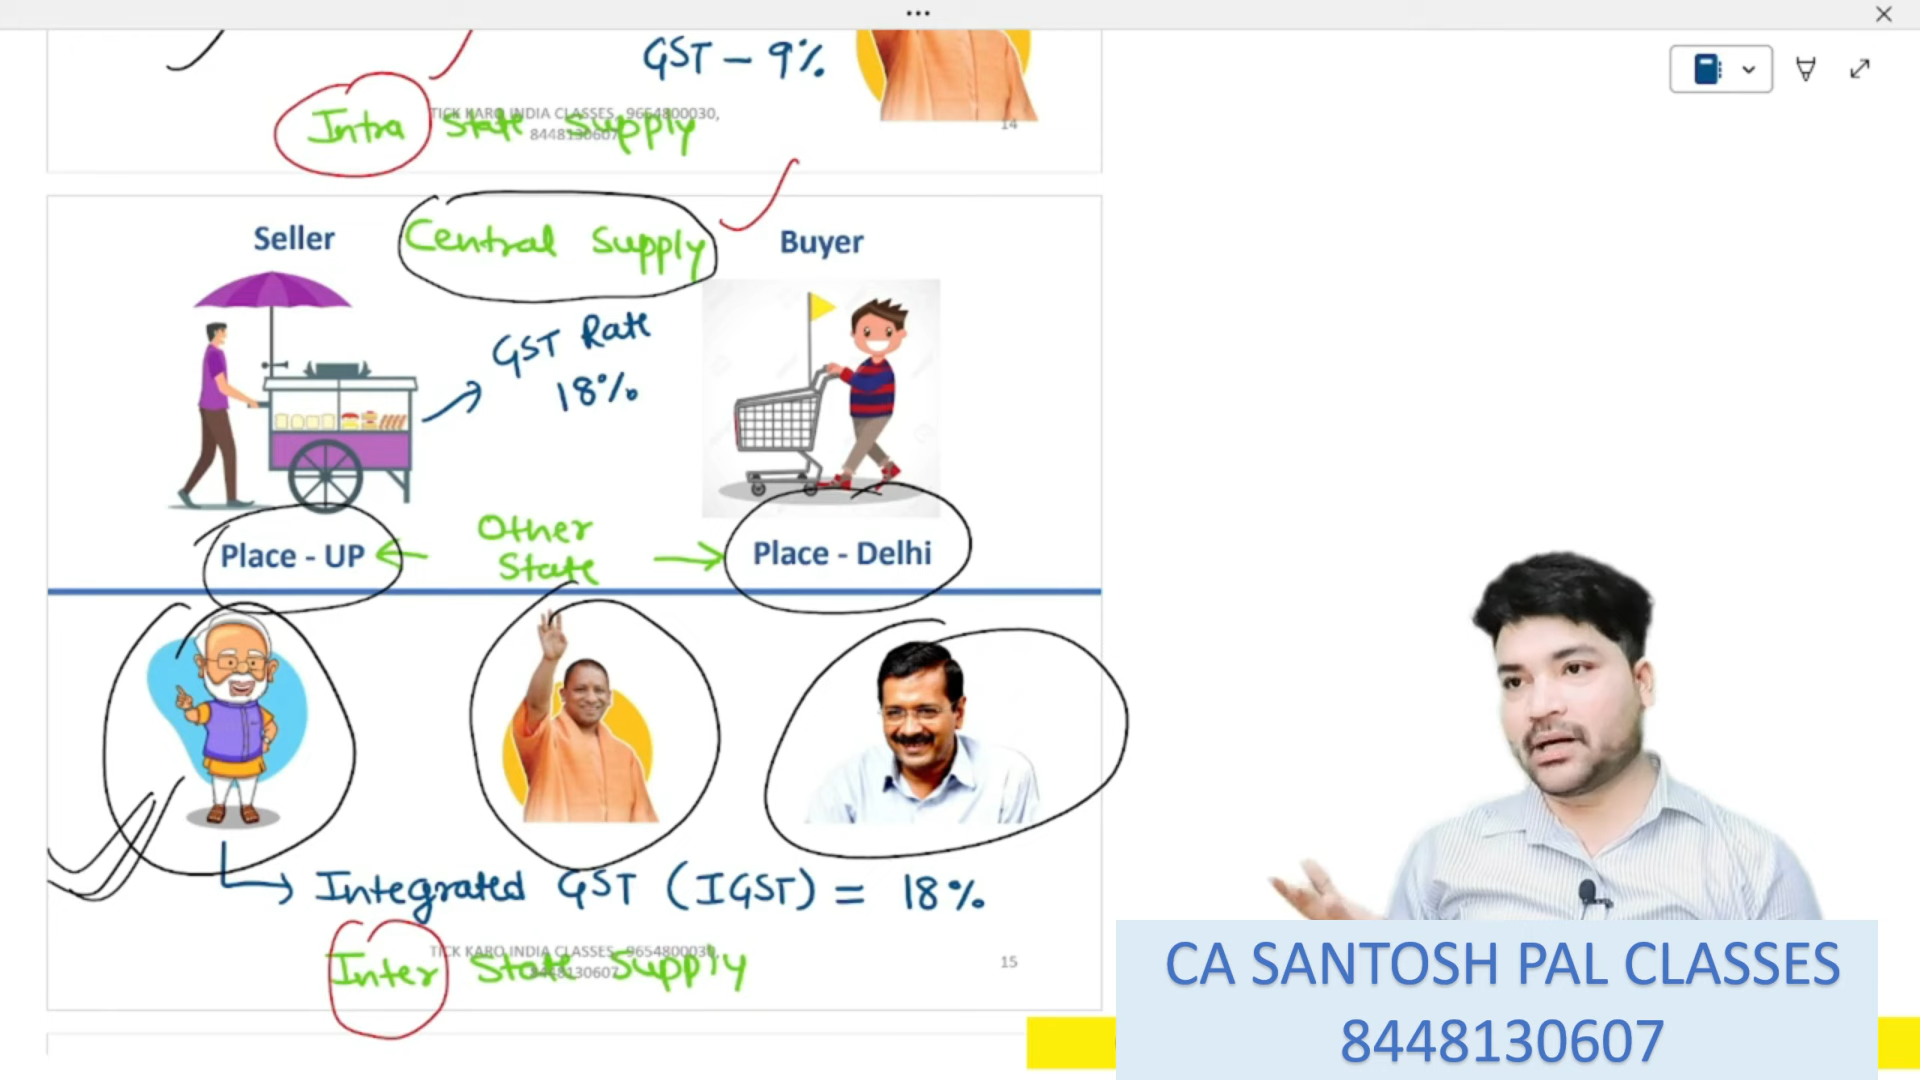 GST - 9%
Intra State Supply
TICK KARO INDIA CLASSES, 9654800030,
8448130607
14
Seller
Central Supply
Buyer
GST Rate
18%
Other
State
Place - UP
Place - Delhi
Integrated GST (IGST) = 18%
TICK KARO INDIA CLASSES, 9654800030,
8448130607
15
Inter State Supply
CA SANTOSH PAL CLASSES
8448130607